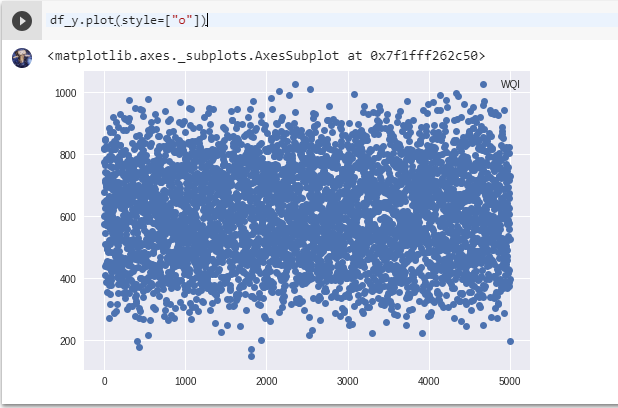 df_y.plot(style=["o"])
<matplotlib.axes._subplots.AxesSubplot at 0x7f1fff262c50>
WQI
1000
800
600
400
200
0 1000 2000 3000 4000 5000